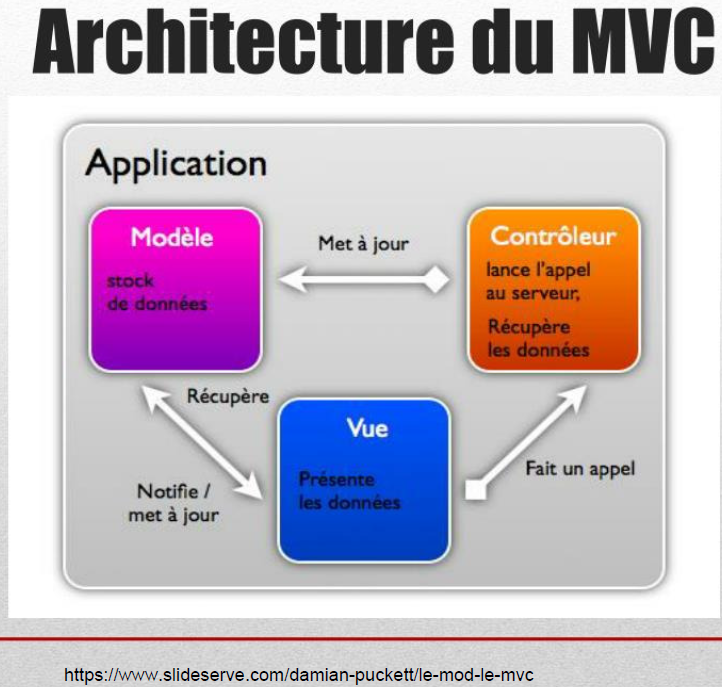 Architecture du MVC
Application
Modèle
stock
de données
Met à jour
Contrôleur
lance l'appel
au serveur,
Récupère
les données
Récupère
Notifie /
met à jour
Vue
Présente
les données
Fait un appel
https://www.slideserve.com/damian-puckett/le-mod-le-mvc